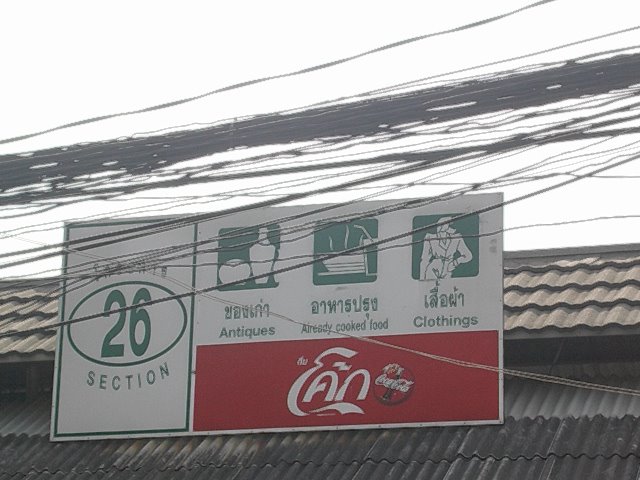 26
SECTION
ของเก่า
Antiques
อาหารปรุง
Already cooked food
เสื้อผ้า
Clothings
ดื่ม
โค้ก
Coca-Cola